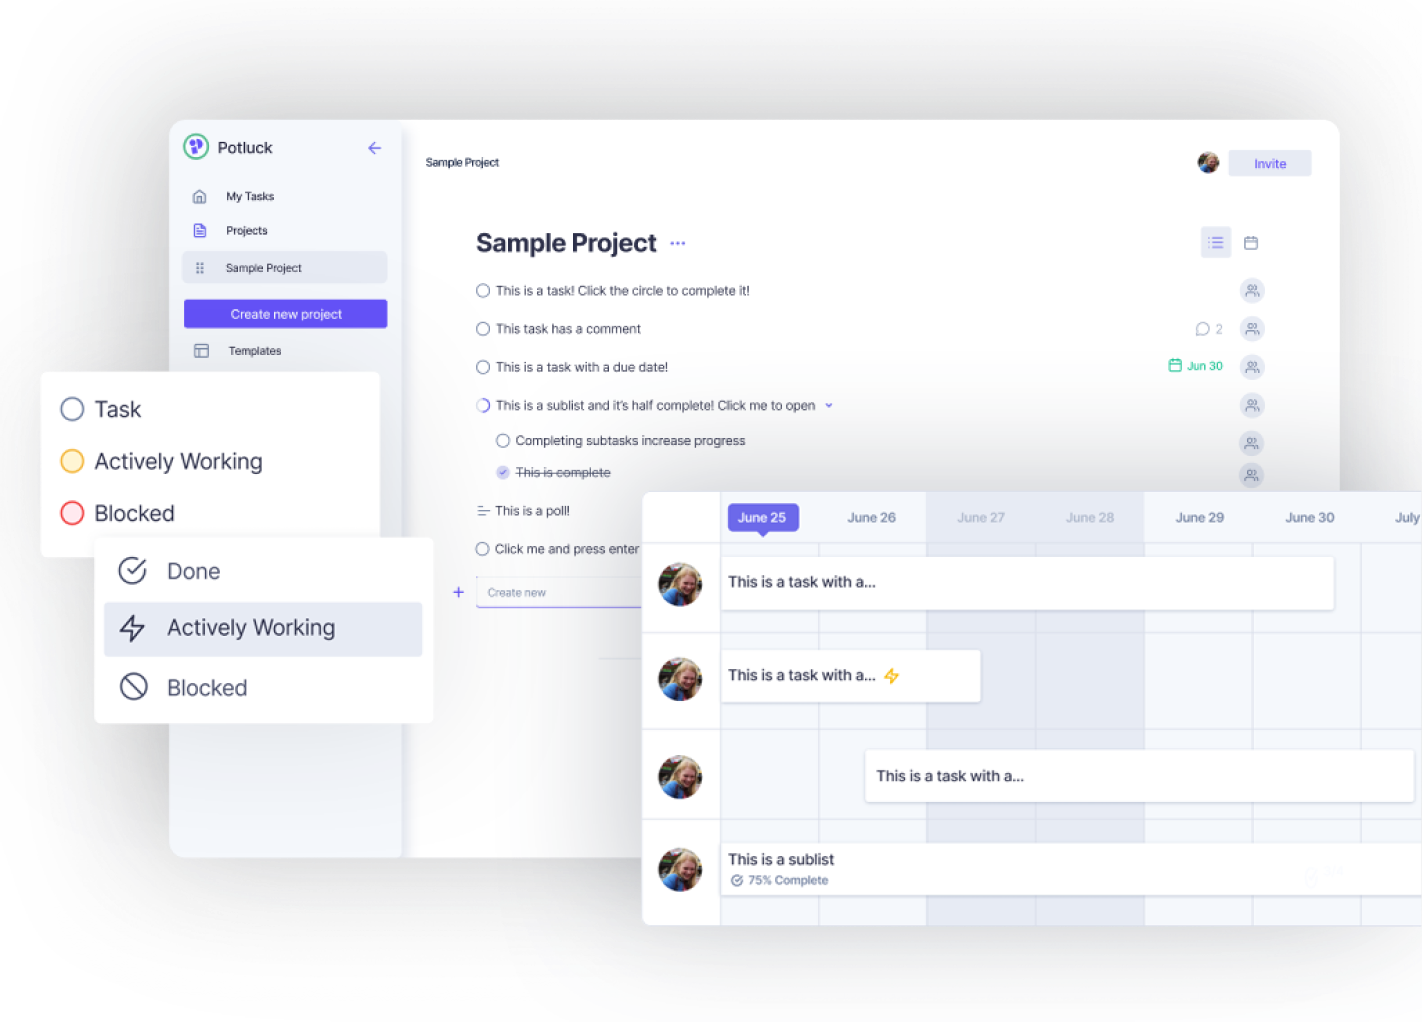 Potluck
My Tasks
Projects
Sample Project
Create new project
Templates
Sample Project
Invite
Sample Project
This is a task! Click the circle to complete it!
This task has a comment
2
This is a task with a due date!
Jun 30
This is a sublist and it's half complete! Click me to open
Completing subtasks increase progress
This is complete
This is a poll!
Click me and press enter
Create new
Task
Actively Working
Blocked
Done
Actively Working
Blocked
June 25 June 26 June 27 June 28 June 29 June 30 July
This is a task with a...
This is a task with a...
This is a task with a...
This is a sublist
75% Complete